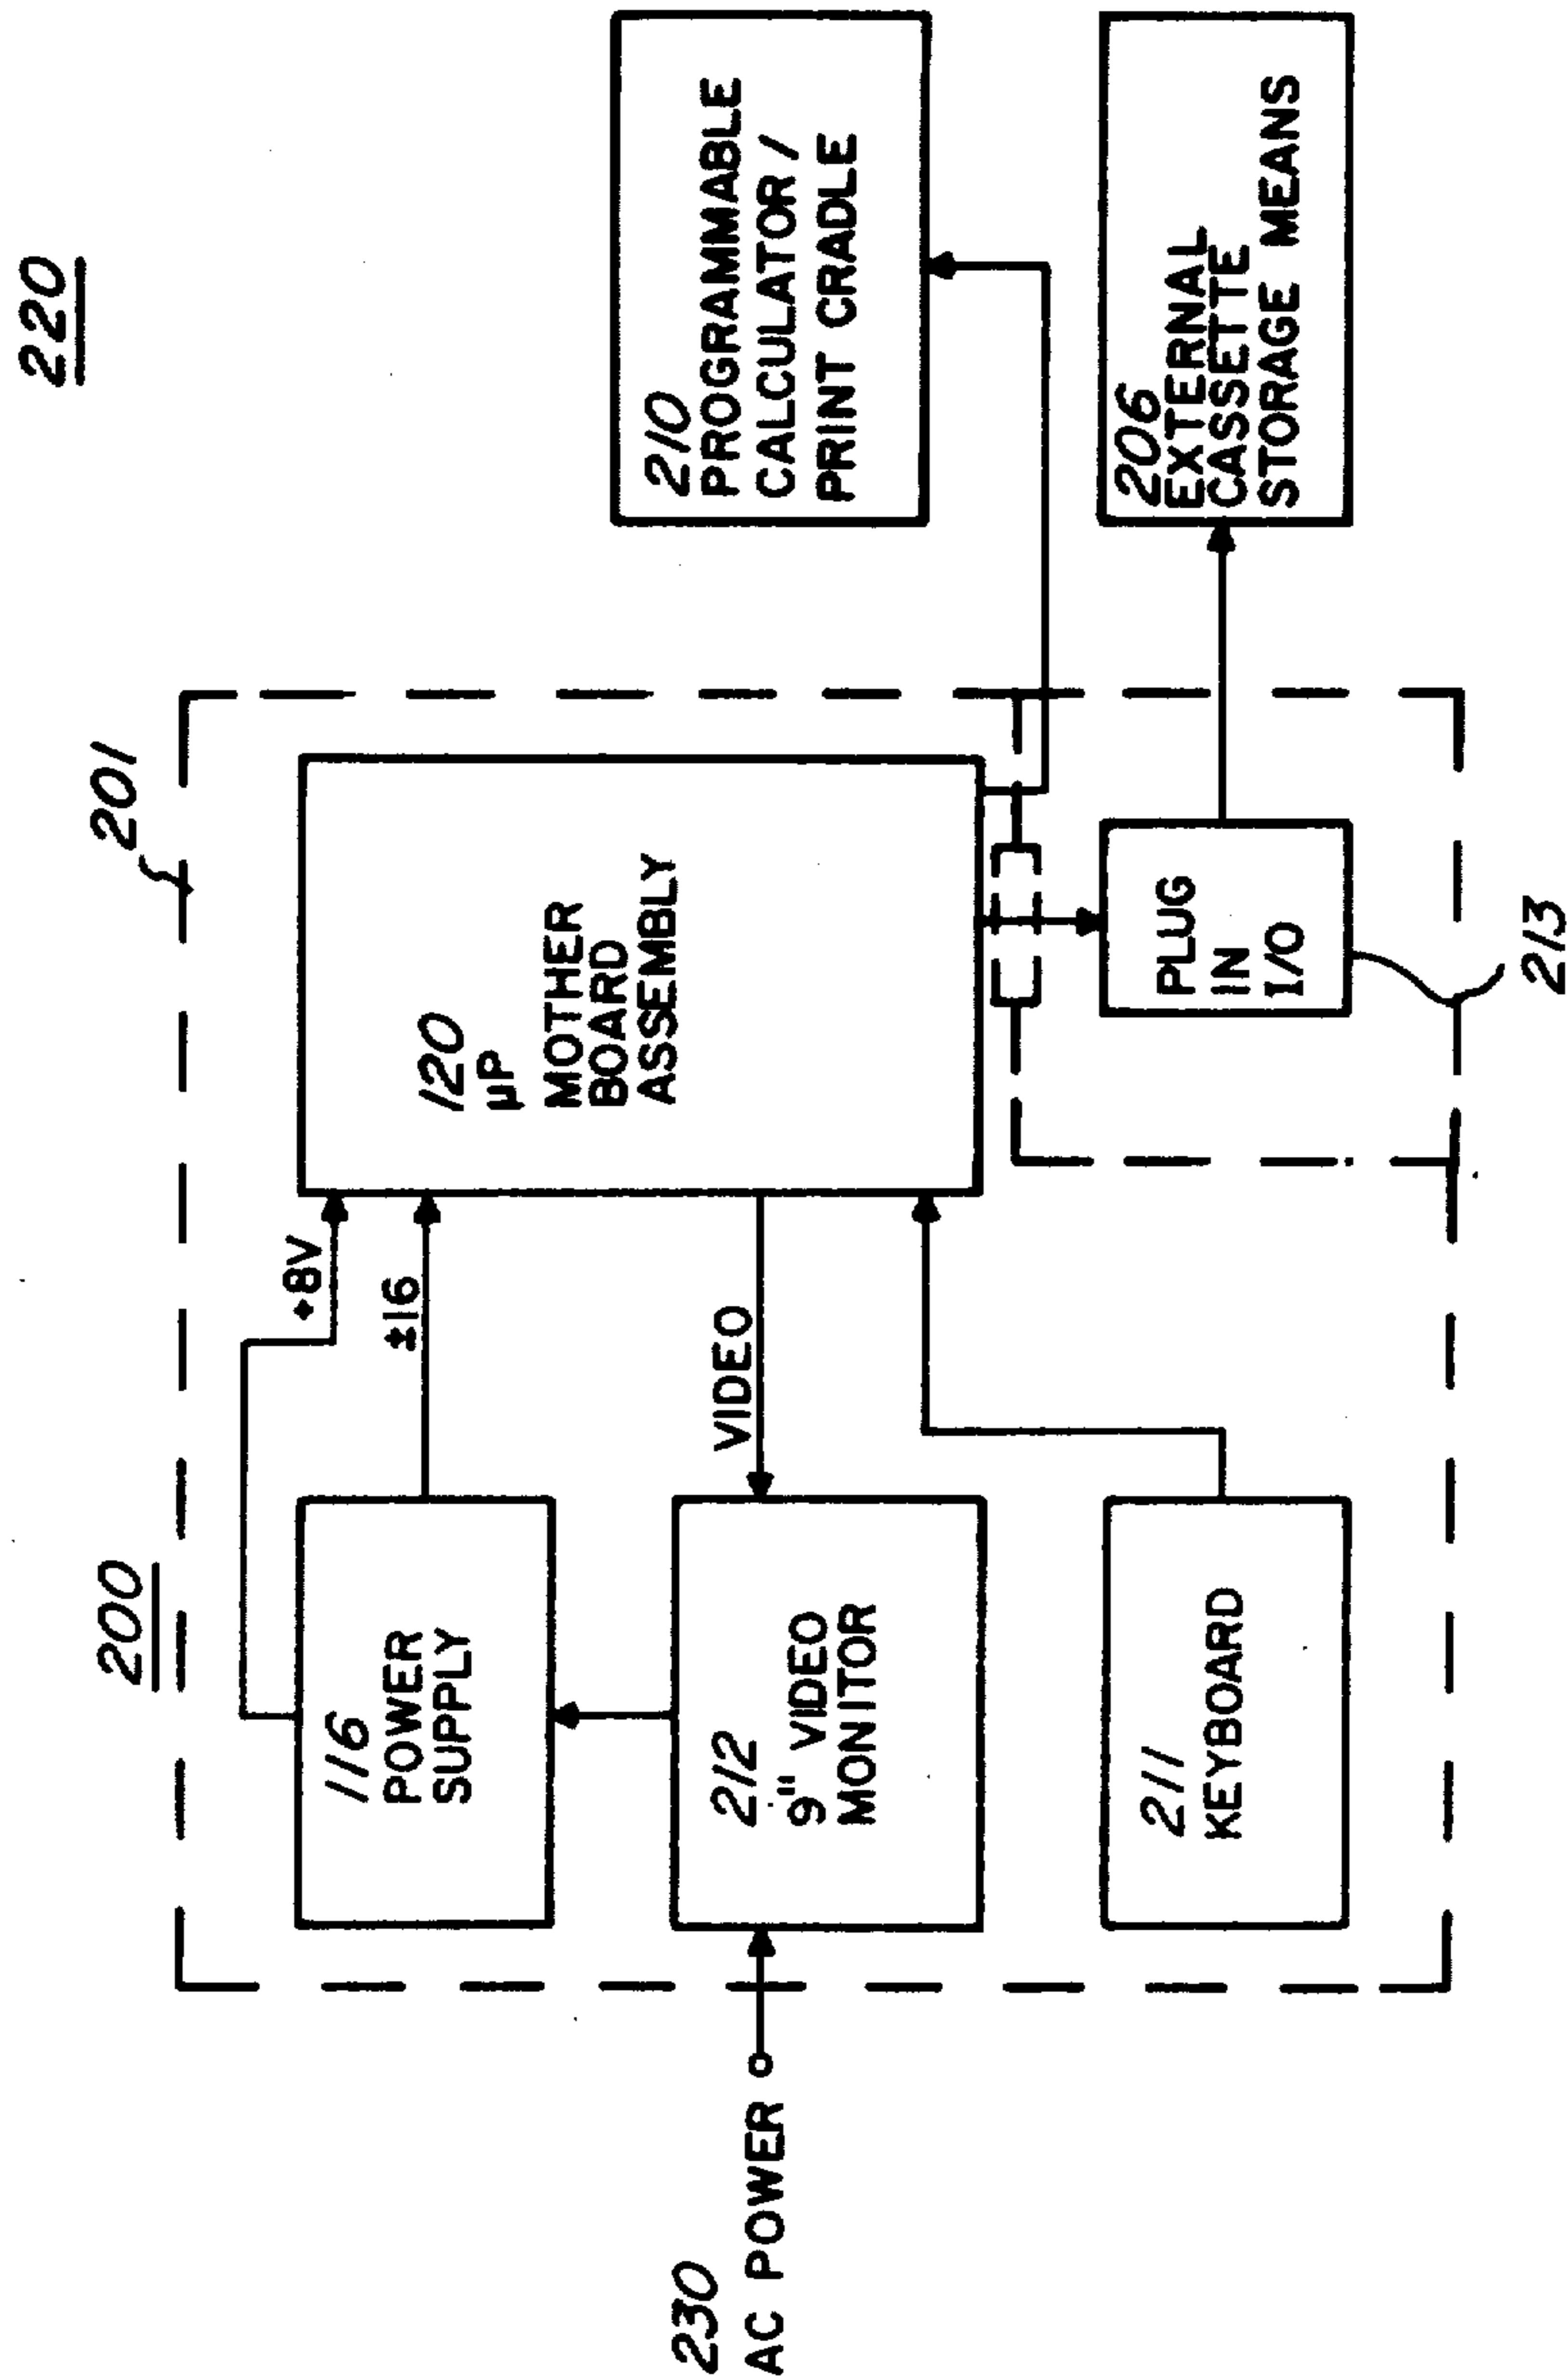 220
200
201
116
POWER
SUPPLY
+8V
±16
120
µP
MOTHER
BOARD
ASSEMBLY
210
PROGRAMMABLE
CALCULATOR/
PRINT CRADLE
230
AC POWER
212
9" VIDEO
MONITOR
VIDEO
211
KEYBOARD
PLUG
IN
I/O
206
EXTERNAL
CASSETTE
STORAGE MEANS
213